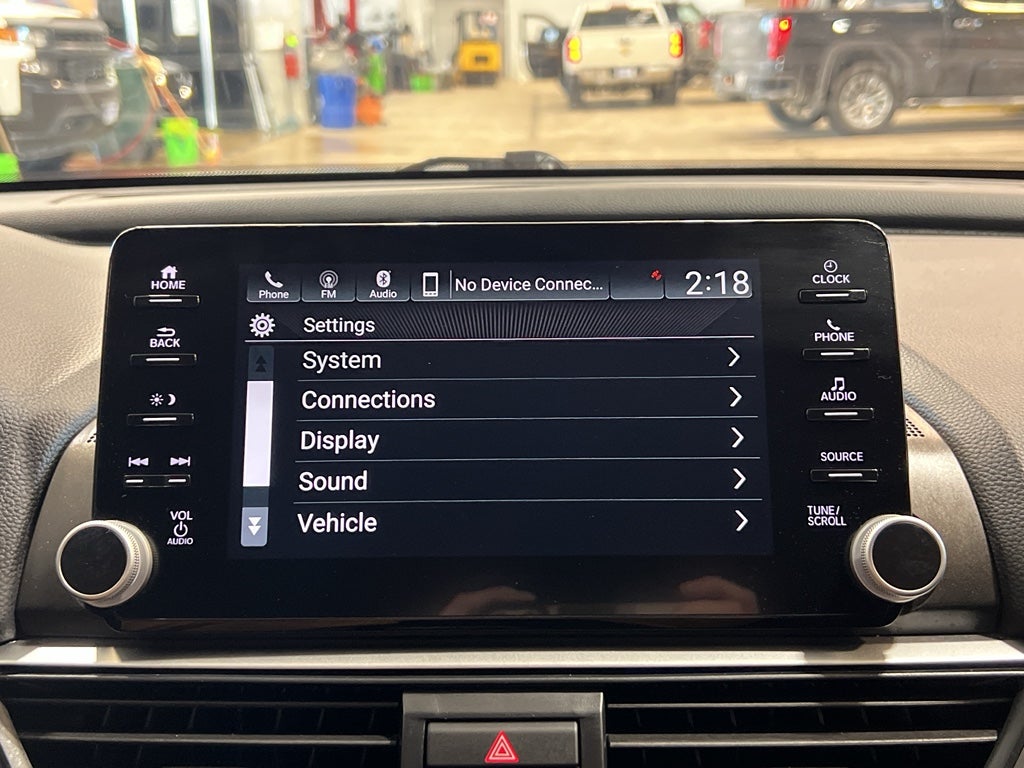 HOME
BACK
VOL
AUDIO
Phone
FM
Audio
No Device Connec...
2:18
Settings
System
Connections
Display
Sound
Vehicle
CLOCK
PHONE
AUDIO
SOURCE
TUNE/
SCROLL